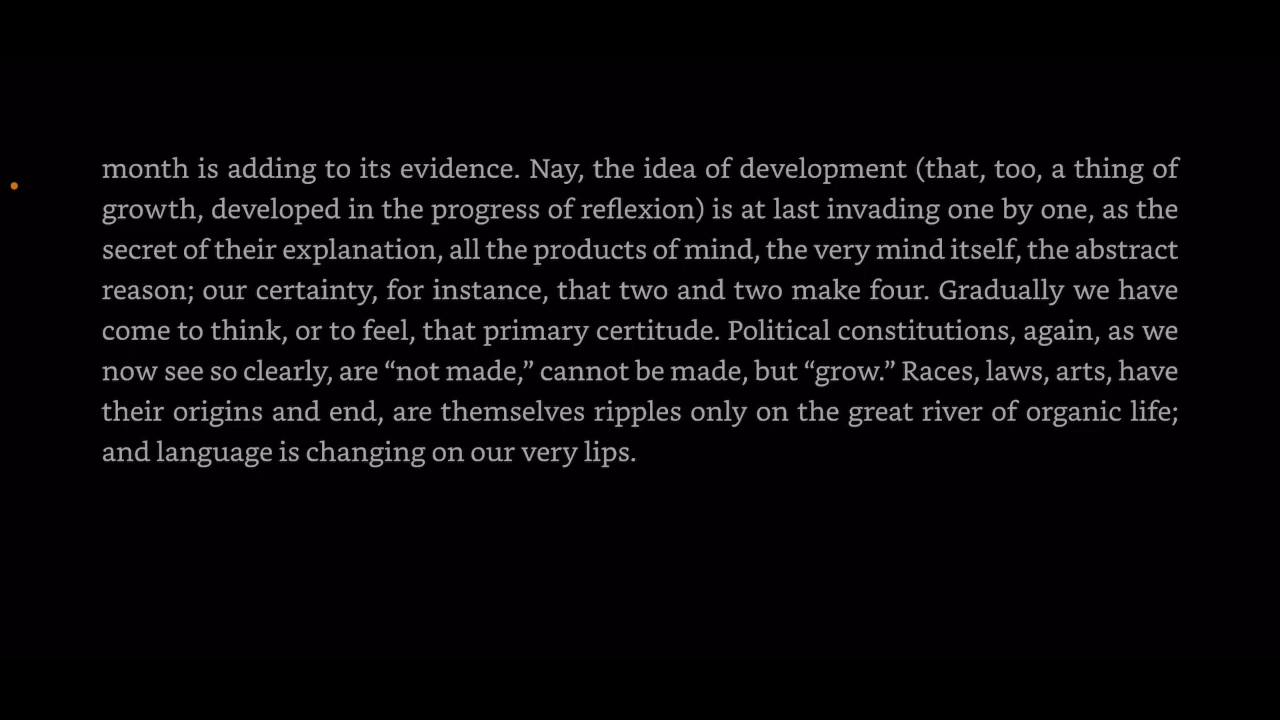 month is adding to its evidence. Nay, the idea of development (that, too, a thing of
growth, developed in the progress of reflexion) is at last invading one by one, as the
secret of their explanation, all the products of mind, the very mind itself, the abstract
reason; our certainty, for instance, that two and two make four. Gradually we have
come to think, or to feel, that primary certitude. Political constitutions, again, as we
now see so clearly, are “not made,” cannot be made, but “grow.” Races, laws, arts, have
their origins and end, are themselves ripples only on the great river of organic life;
and language is changing on our very lips.